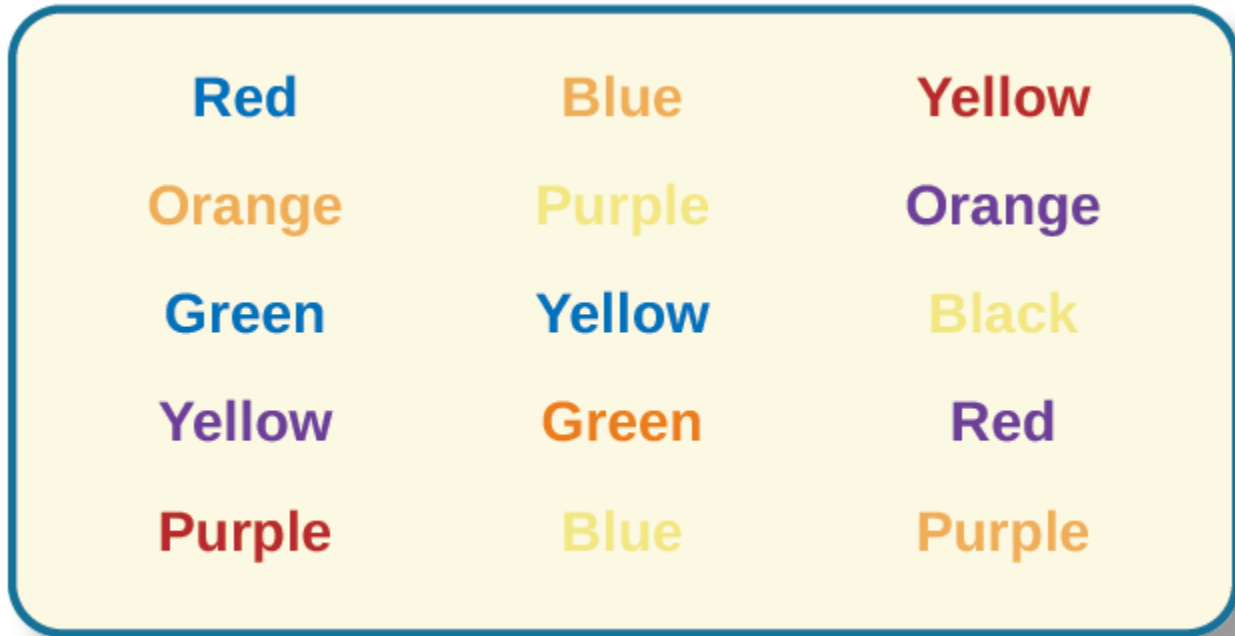 Red Blue Yellow
Orange Purple Orange
Green Yellow Black
Yellow Green Red
Purple Blue Purple